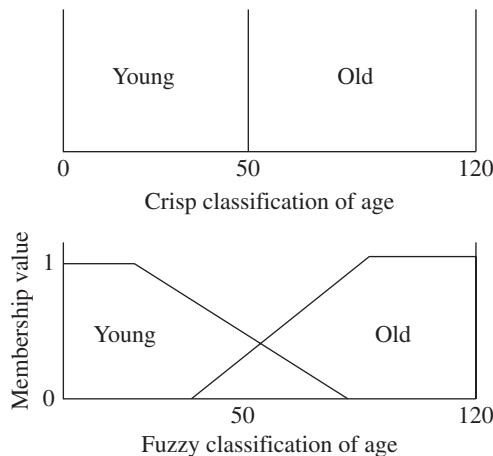 Young Old
0 50 120
Crisp classification of age
Membership value
1
Young Old
0
50 120
Fuzzy classification of age